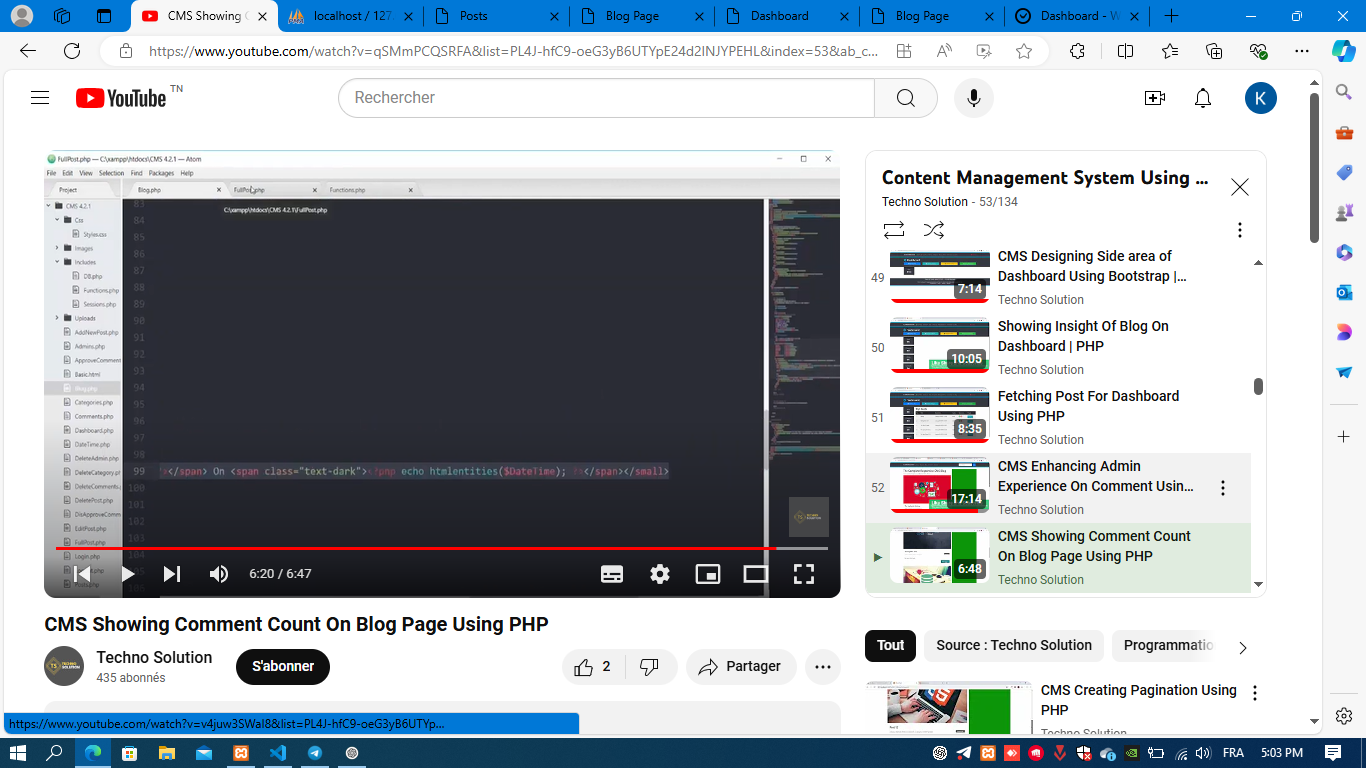 CMS Showing C
localhost / 127.
Posts
Blog Page
Dashboard
Blog Page
Dashboard - W
https://www.youtube.com/watch?v=qSMmPCQSRFA&list=PL4J-hfC9-oeG3yB6UTYpE24d2INJYPEHL&index=53&ab_c...
YouTube TN
Rechercher
K
FullPost.php — C:\xampp\htdocs\CMS 4.2.1 — Atom
File Edit View Selection Find Packages Help
Project
Blog.php
FullPost.php
Functions.php
C:\xampp\htdocs\CMS 4.2.1\FullPost.php
CMS 4.2.1
Css
Styles.css
Images
Includes
DB.php
Functions.php
Sessions.php
Uploads
AddNewPost.php
Admins.php
ApproveComment
Basic.html
Blog.php
Categories.php
Comments.php
Dashboard.php
DateTime.php
DeleteAdmin.php
DeleteCategory.pt
DeleteComments.
DeletePost.php
DisApproveComm
EditPost.php
FullPost.php
Login.php
83
84
85
86
87
88
89
90
91
92
93
94
95
96
97
98
99 ?></span> On <span class="text-dark"><?php echo htmlentities($DateTime); ?></span></small>
100
101
102
103
104
6:20 / 6:47
CMS Showing Comment Count On Blog Page Using PHP
Techno Solution
435 abonnés
S'abonner
2
Partager
Content Management System Using ...
Techno Solution - 53/134
49
7:14
CMS Designing Side area of
Dashboard Using Bootstrap |...
Techno Solution
50
10:05
Showing Insight Of Blog On
Dashboard | PHP
Techno Solution
51
8:35
Fetching Post For Dashboard
Using PHP
Techno Solution
52
17:14
CMS Enhancing Admin
Experience On Comment Usin...
Techno Solution
6:48
CMS Showing Comment Count
On Blog Page Using PHP
Techno Solution
Tout
Source : Techno Solution
Programmatio
CMS Creating Pagination Using
PHP
Techno Solution
https://www.youtube.com/watch?v=v4juw3SWaI8&list=PL4J-hfC9-oeG3yB6UTYp...
FRA
5:03 PM